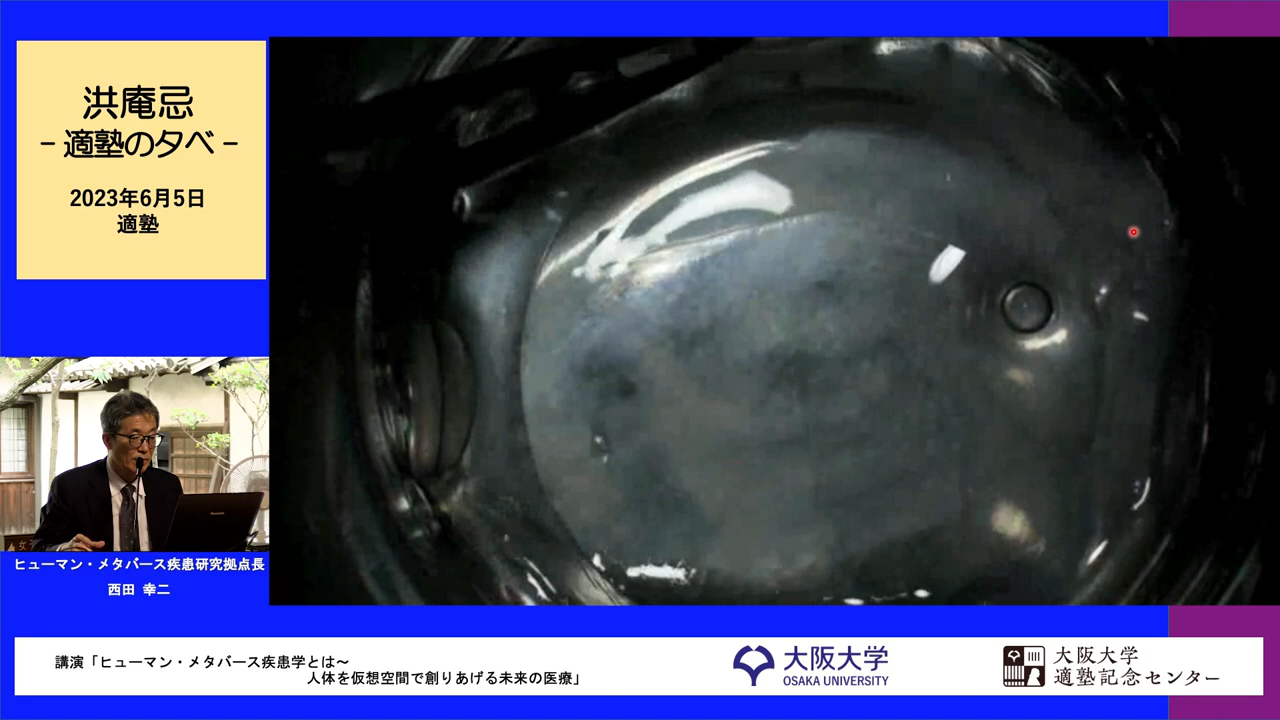 洪庵忌
- 適塾の夕べ -
2023年6月5日
適塾
ヒューマン・メタバース疾患研究拠点長
西田 幸二
講演「ヒューマン・メタバース疾患学とは〜
人体を仮想空間で創りあげる未来の医療」
大阪大学
OSAKA UNIVERSITY
大阪大学
適塾記念センター